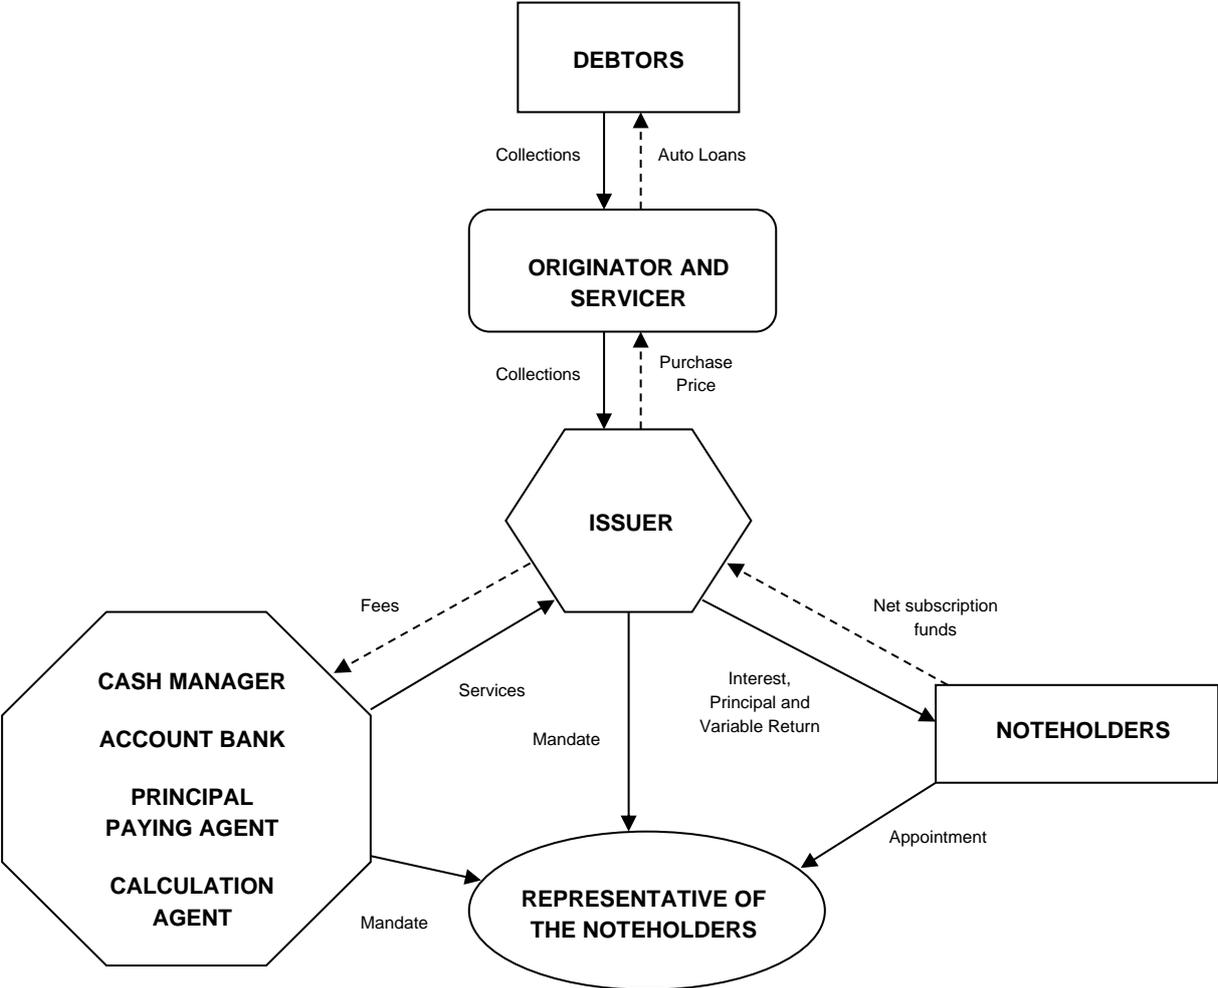 DEBTORS
Collections
Auto Loans
ORIGINATOR AND
SERVICER
Collections
Purchase
Price
ISSUER
Fees
Net subscription
funds
Services
Interest,
Principal and
Variable Return
Mandate
CASH MANAGER
ACCOUNT BANK
PRINCIPAL
PAYING AGENT
CALCULATION
AGENT
NOTEHOLDERS
Appointment
Mandate
REPRESENTATIVE OF
THE NOTEHOLDERS